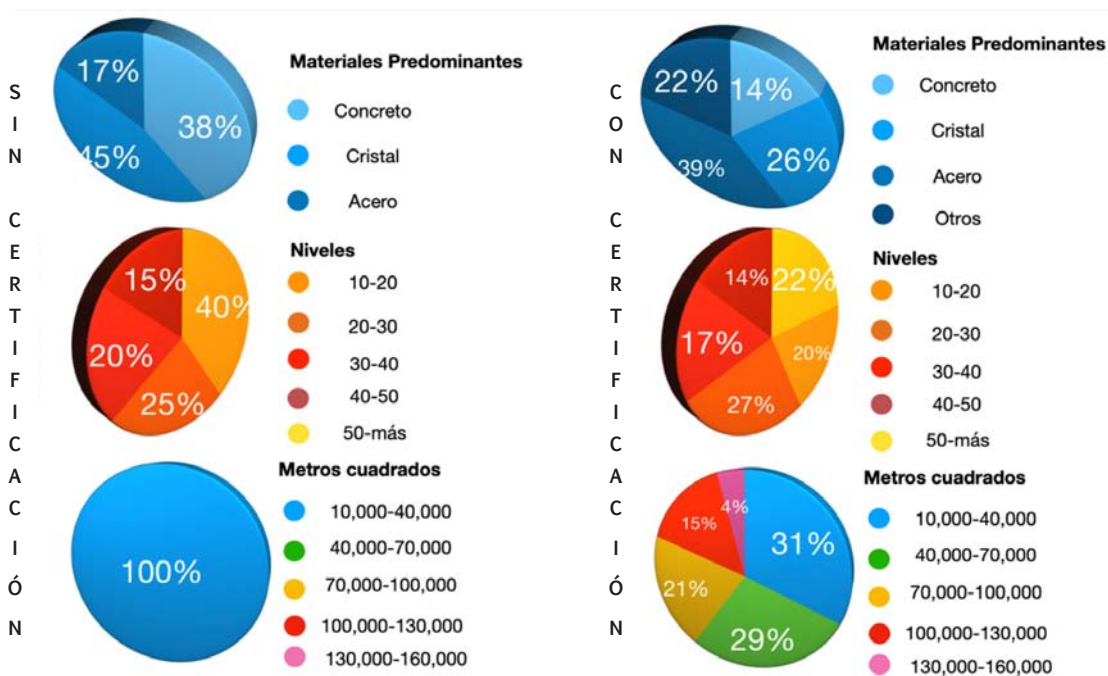 SIN CERTIFICACIÓN
17%
38%
45%
Materiales Predominantes
Concreto
Cristal
Acero
15%
40%
20%
25%
Niveles
10-20
20-30
30-40
40-50
50-más
100%
Metros cuadrados
10,000-40,000
40,000-70,000
70,000-100,000
100,000-130,000
130,000-160,000
CON CERTIFICACIÓN
22%
14%
39%
26%
Materiales Predominantes
Concreto
Cristal
Acero
Otros
14%
22%
17%
20%
27%
Niveles
10-20
20-30
30-40
40-50
50-más
4%
15%
31%
21%
29%
Metros cuadrados
10,000-40,000
40,000-70,000
70,000-100,000
100,000-130,000
130,000-160,000